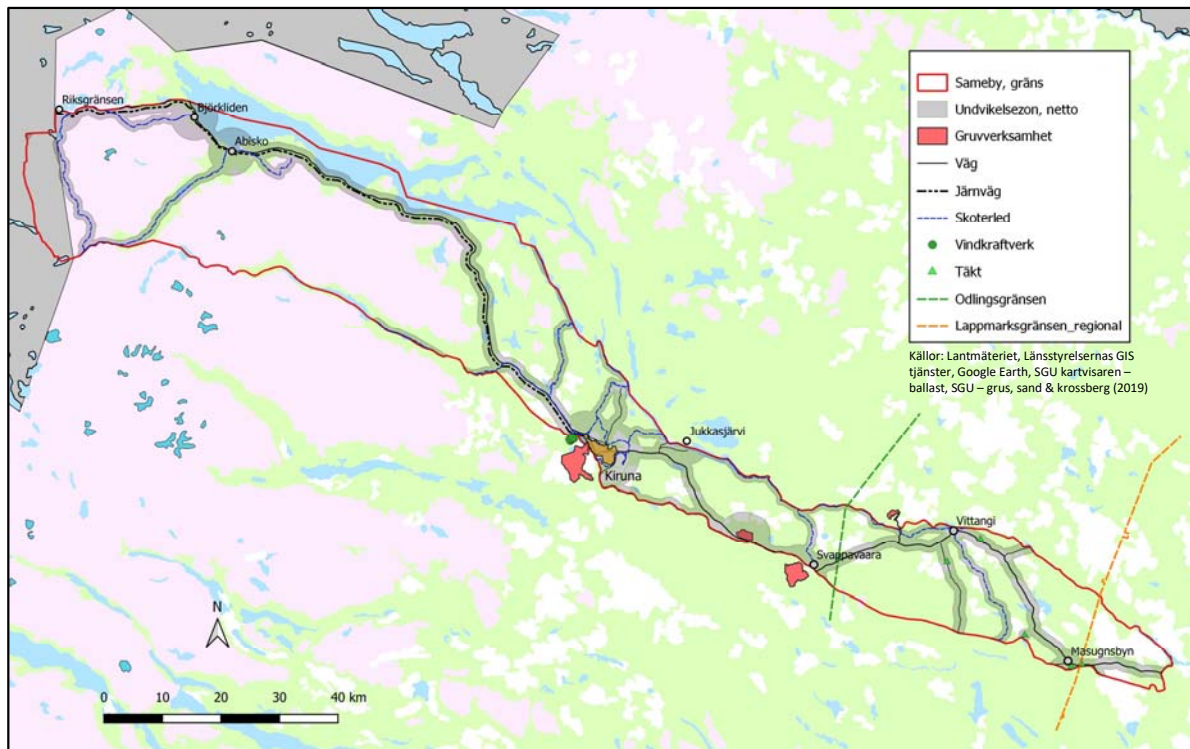 Riksgränsen
Björkliden
Abisko
Sameby, gräns
Undvikelsezon, netto
Gruvverksamhet
Väg
Järnväg
Skoterled
Vindkraftverk
Täkt
Odlingsgränsen
Lappmarksgränsen_regional
Källor: Lantmäteriet, Länsstyrelsernas GIS
tjänster, Google Earth, SGU kartvisaren –
ballast, SGU – grus, sand & krossberg (2019)
Jukkasjärvi
Kiruna
Vittangi
Svappavaara
Masugnsbyn
N
0 10 20 30 40 km